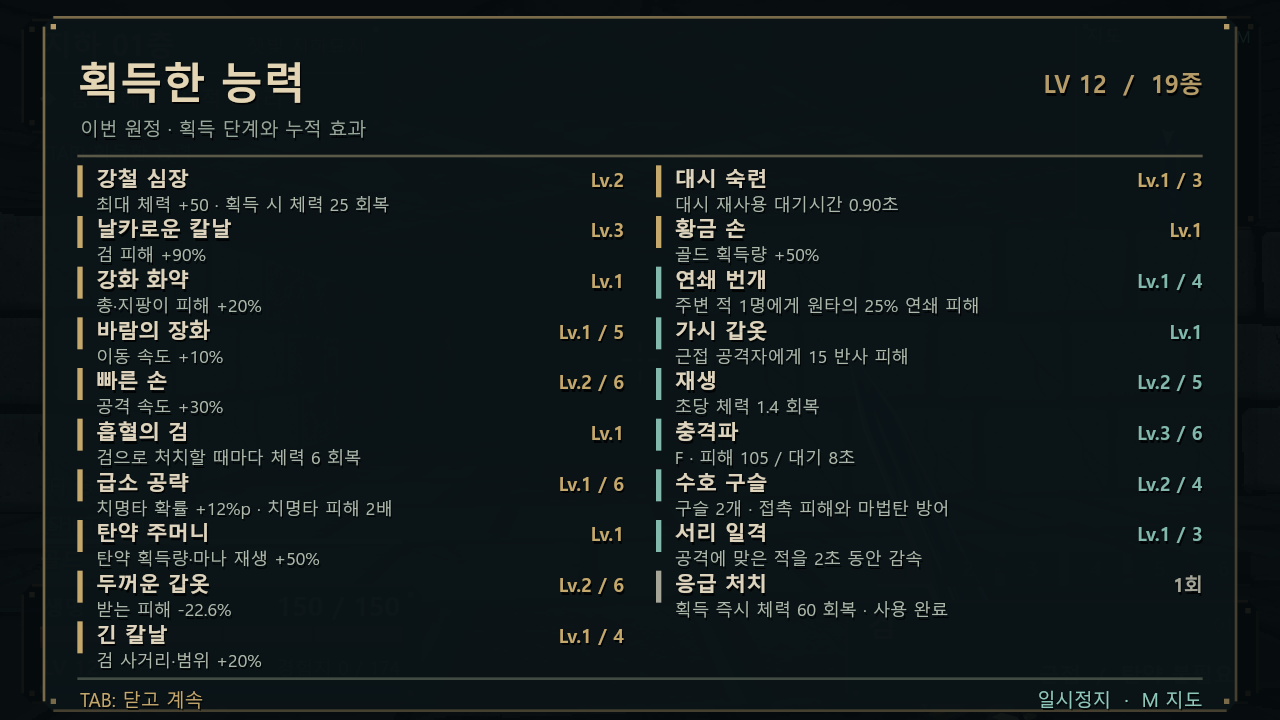 획득한 능력
LV 12 / 19종
이번 원정 · 획득 단계와 누적 효과
강철 심장 Lv.2
최대 체력 +50 · 획득 시 체력 25 회복
날카로운 칼날 Lv.3
검 피해 +90%
강화 화약 Lv.1
총·지팡이 피해 +20%
바람의 장화 Lv.1 / 5
이동 속도 +10%
빠른 손 Lv.2 / 6
공격 속도 +30%
흡혈의 검 Lv.1
검으로 처치할 때마다 체력 6 회복
급소 공략 Lv.1 / 6
치명타 확률 +12%p · 치명타 피해 2배
탄약 주머니 Lv.1
탄약 획득량·마나 재생 +50%
두꺼운 갑옷 Lv.2 / 6
받는 피해 -22.6%
긴 칼날 Lv.1 / 4
검 사거리·범위 +20%
대시 숙련 Lv.1 / 3
대시 재사용 대기시간 0.90초
황금 손 Lv.1
골드 획득량 +50%
연쇄 번개 Lv.1 / 4
주변 적 1명에게 원타의 25% 연쇄 피해
가시 갑옷 Lv.1
근접 공격자에게 15 반사 피해
재생 Lv.2 / 5
초당 체력 1.4 회복
충격파 Lv.3 / 6
F · 피해 105 / 대기 8초
수호 구슬 Lv.2 / 4
구슬 2개 · 접촉 피해와 마법탄 방어
서리 일격 Lv.1 / 3
공격에 맞은 적을 2초 동안 감속
응급 처치 1회
획득 즉시 체력 60 회복 · 사용 완료
TAB: 닫고 계속
일시정지 · M 지도